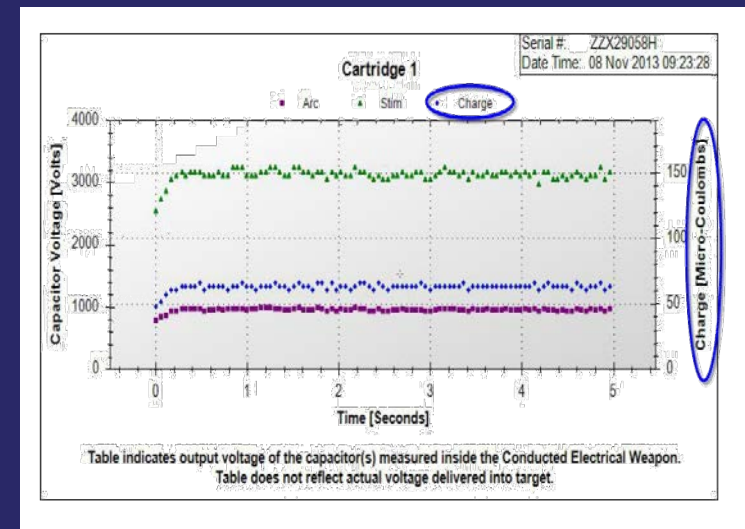 Serial #: ZZX29058H
Date Time: 08 Nov 2013 09:23:28
Cartridge 1
Arc Stim Charge
4000
3000
2000
1000
0
Capacitor Voltage [Volts]
150
100
50
0
Charge [Micro-Coulombs]
0 1 2 3 4 5
Time [Seconds]
Table indicates output voltage of the capacitor(s) measured inside the Conducted Electrical Weapon.
Table does not reflect actual voltage delivered into target.